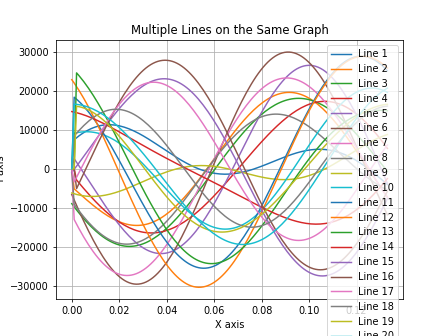 Multiple Lines on the Same Graph
30000
20000
10000
0
−10000
−20000
−30000
0.00
0.02
0.04
0.06
0.08
0.10
X axis
Line 1
Line 2
Line 3
Line 4
Line 5
Line 6
Line 7
Line 8
Line 9
Line 10
Line 11
Line 12
Line 13
Line 14
Line 15
Line 16
Line 17
Line 18
Line 19
Line 20